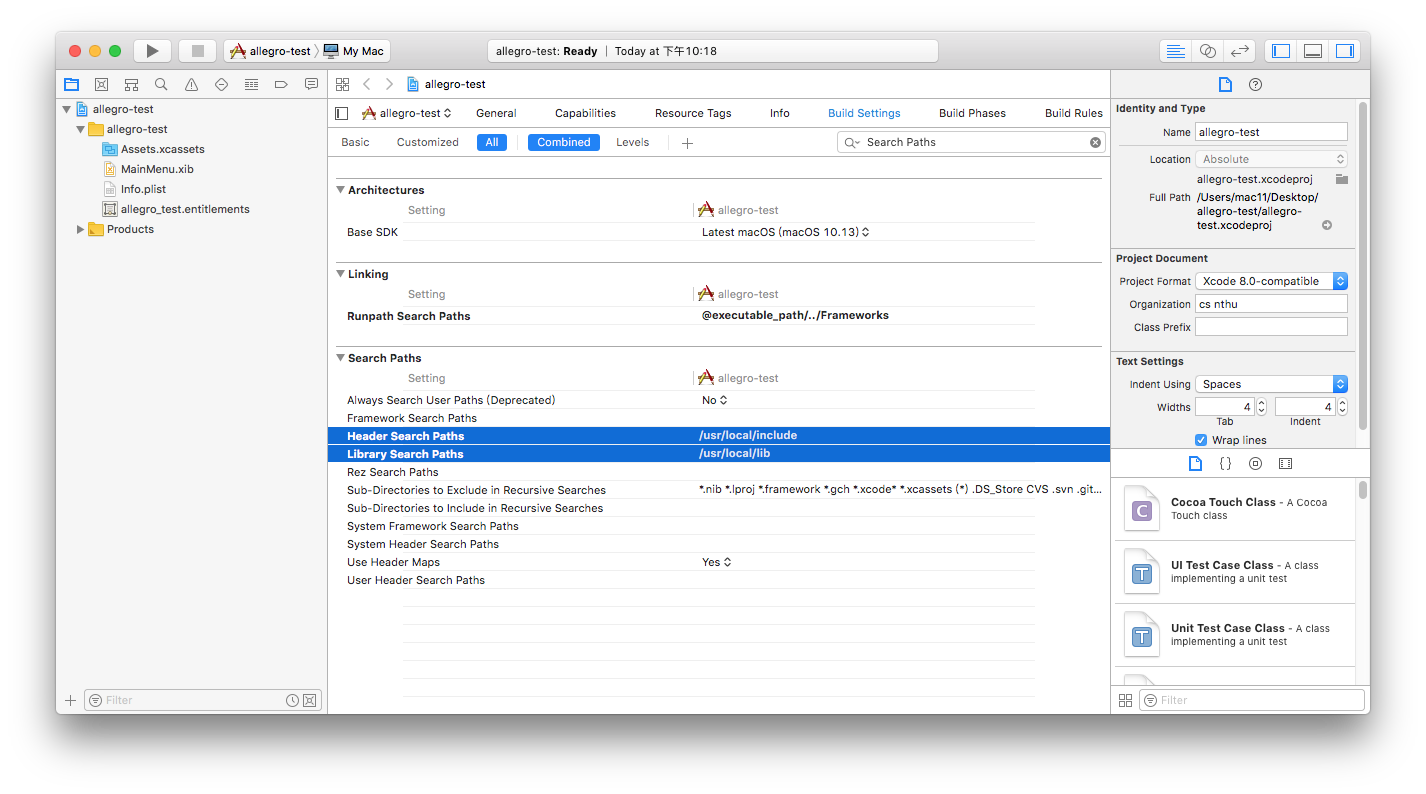 allegro-test
My Mac
allegro-test: Ready | Today at 下午10:18
allegro-test
allegro-test
Assets.xcassets
MainMenu.xib
Info.plist
allegro_test.entitlements
Products
Filter
allegro-test
allegro-test
General
Capabilities
Resource Tags
Info
Build Settings
Build Phases
Build Rules
Basic
Customized
All
Combined
Levels
Search Paths
Architectures
Setting
allegro-test
Base SDK
Latest macOS (macOS 10.13)
Linking
Setting
allegro-test
Runpath Search Paths
@executable_path/../Frameworks
Search Paths
Setting
allegro-test
Always Search User Paths (Deprecated)
No
Framework Search Paths
Header Search Paths
/usr/local/include
Library Search Paths
/usr/local/lib
Rez Search Paths
Sub-Directories to Exclude in Recursive Searches
*.nib *.lproj *.framework *.gch *.xcode* *.xcassets (*) .DS_Store CVS .svn .git...
Sub-Directories to Include in Recursive Searches
System Framework Search Paths
System Header Search Paths
Use Header Maps
Yes
User Header Search Paths
Identity and Type
Name
allegro-test
Location
Absolute
allegro-test.xcodeproj
Full Path
/Users/mac11/Desktop/
allegro-test/allegro-
test.xcodeproj
Project Document
Project Format
Xcode 8.0-compatible
Organization
cs nthu
Class Prefix
Text Settings
Indent Using
Spaces
Widths
4
4
Tab
Indent
Wrap lines
{}
C
Cocoa Touch Class - A Cocoa
Touch class
T
UI Test Case Class - A class
implementing a unit test
T
Unit Test Case Class - A class
implementing a unit test
Filter